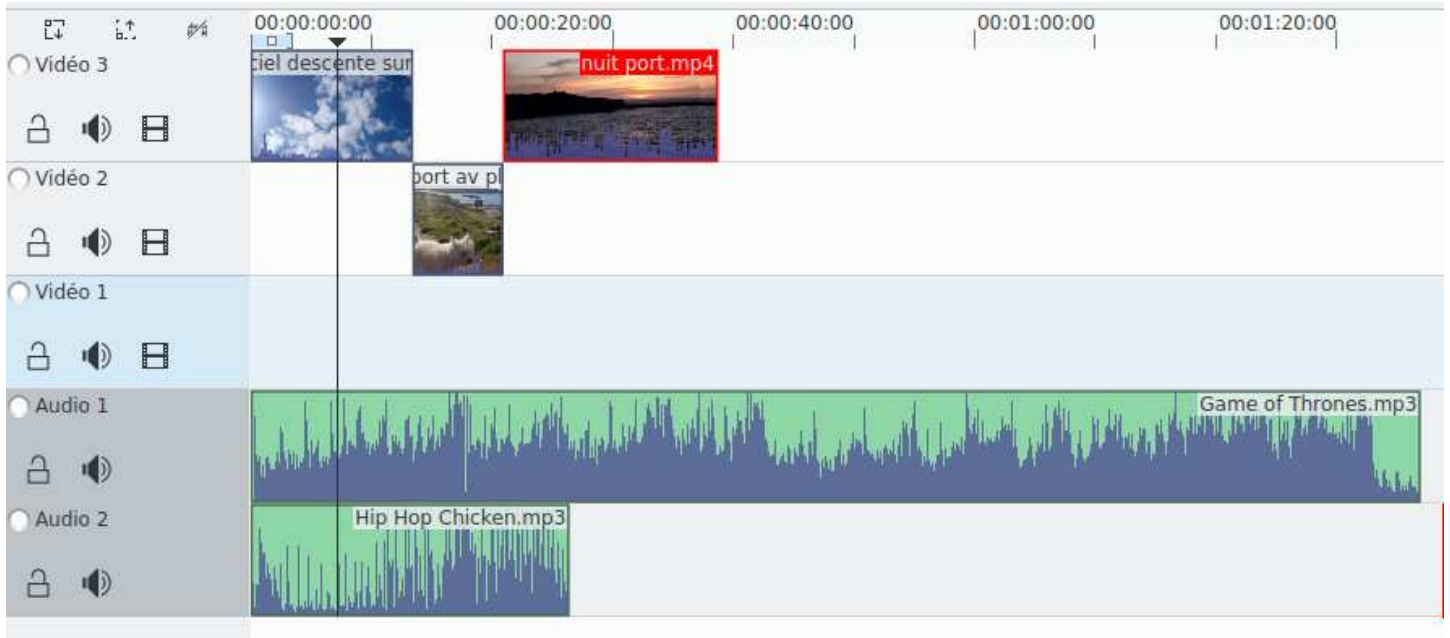 00:00:00:00 00:00:20:00 00:00:40:00 00:01:00:00 00:01:20:00
Vidéo 3
ciel descente sur
nuit port.mp4
Vidéo 2
port av pl
Vidéo 1
Audio 1
Game of Thrones.mp3
Audio 2
Hip Hop Chicken.mp3